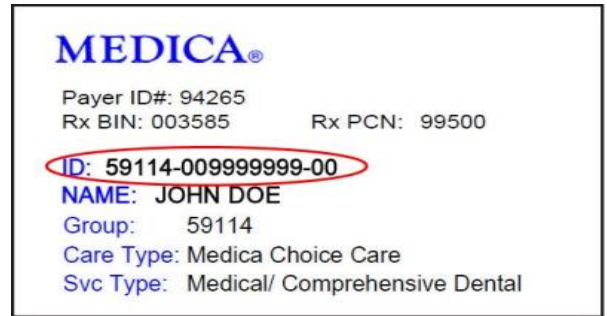 MEDICA®
Payer ID#: 94265
Rx BIN: 003585 Rx PCN: 99500
ID: 59114-009999999-00
NAME: JOHN DOE
Group: 59114
Care Type: Medica Choice Care
Svc Type: Medical/ Comprehensive Dental